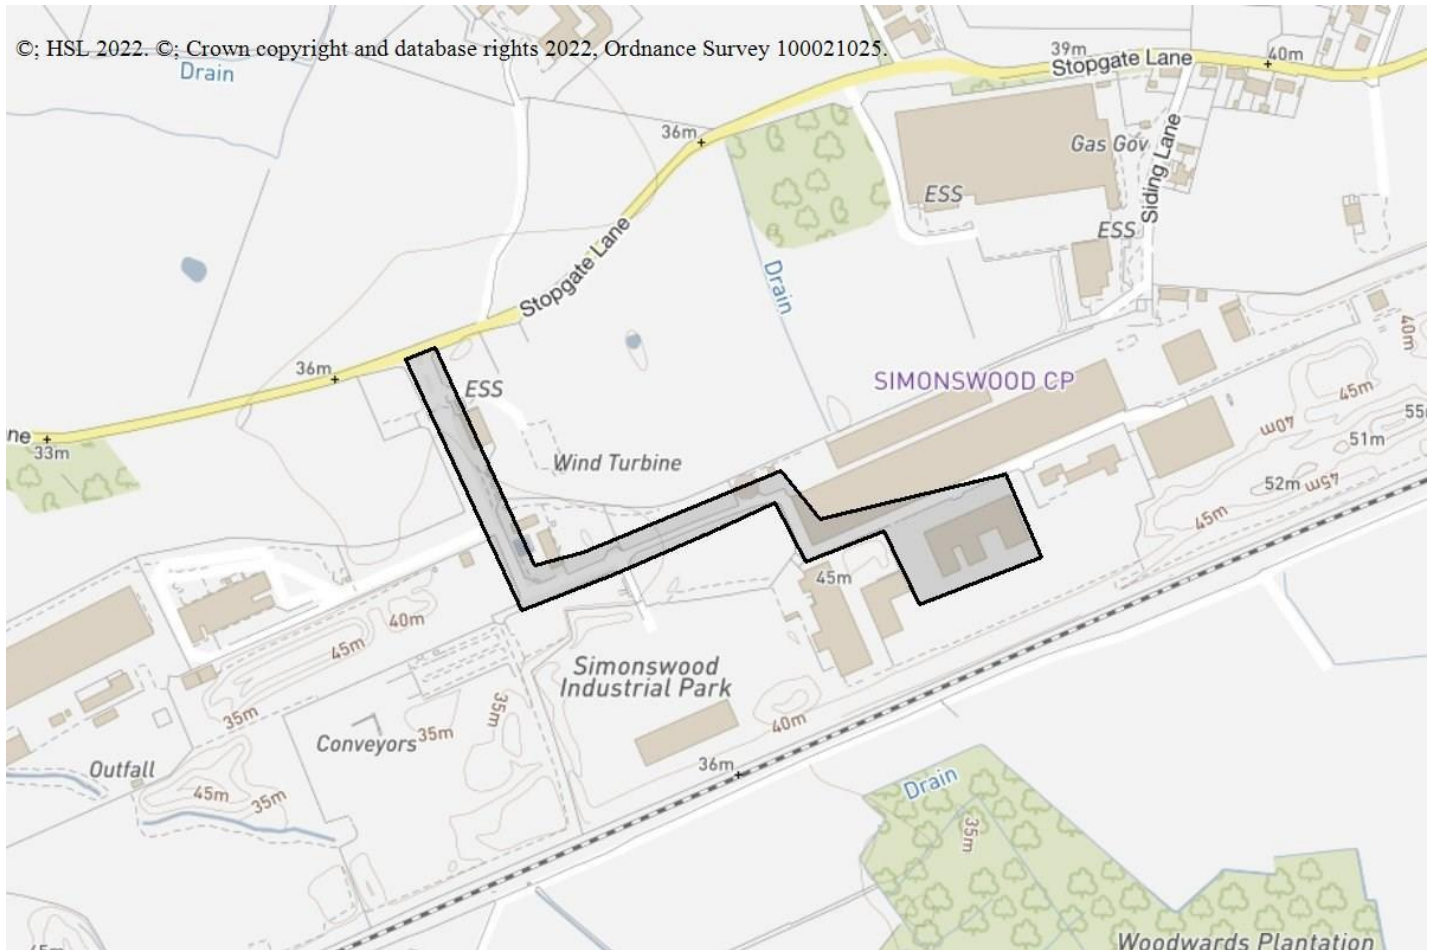 ©; HSL 2022. ©; Crown copyright and database rights 2022, Ordnance Survey 100021025.
Drain
39m
Stopgate Lane
40m
36m
Gas Gov
Siding Lane
ESS
ESS
Stopgate Lane
Drain
36m
ESS
SIMONSWOOD CP
40m
45m
55
40m
51m
ne
33m
Wind Turbine
52m
45m
45m
45m
40m
45m
Simonswood
Industrial Park
35m
35m
35m
40m
Conveyors
Outfall
36m
45m
35m
Drain
35m
Woodwards Plantation